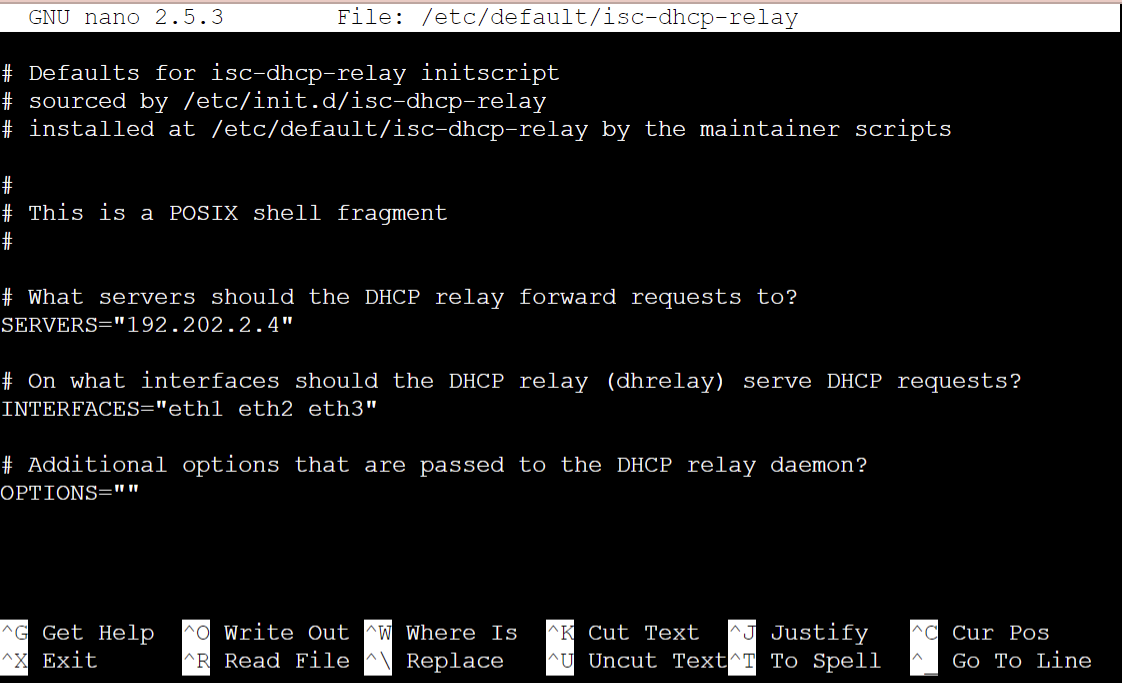 GNU nano 2.5.3 File: /etc/default/isc-dhcp-relay
# Defaults for isc-dhcp-relay initscript
# sourced by /etc/init.d/isc-dhcp-relay
# installed at /etc/default/isc-dhcp-relay by the maintainer scripts
#
# This is a POSIX shell fragment
#
# What servers should the DHCP relay forward requests to?
SERVERS="192.202.2.4"
# On what interfaces should the DHCP relay (dhrelay) serve DHCP requests?
INTERFACES="eth1 eth2 eth3"
# Additional options that are passed to the DHCP relay daemon?
OPTIONS=""
^G Get Help ^O Write Out ^W Where Is ^K Cut Text ^J Justify ^C Cur Pos
^X Exit ^R Read File ^\ Replace ^U Uncut Text^T To Spell ^_ Go To Line